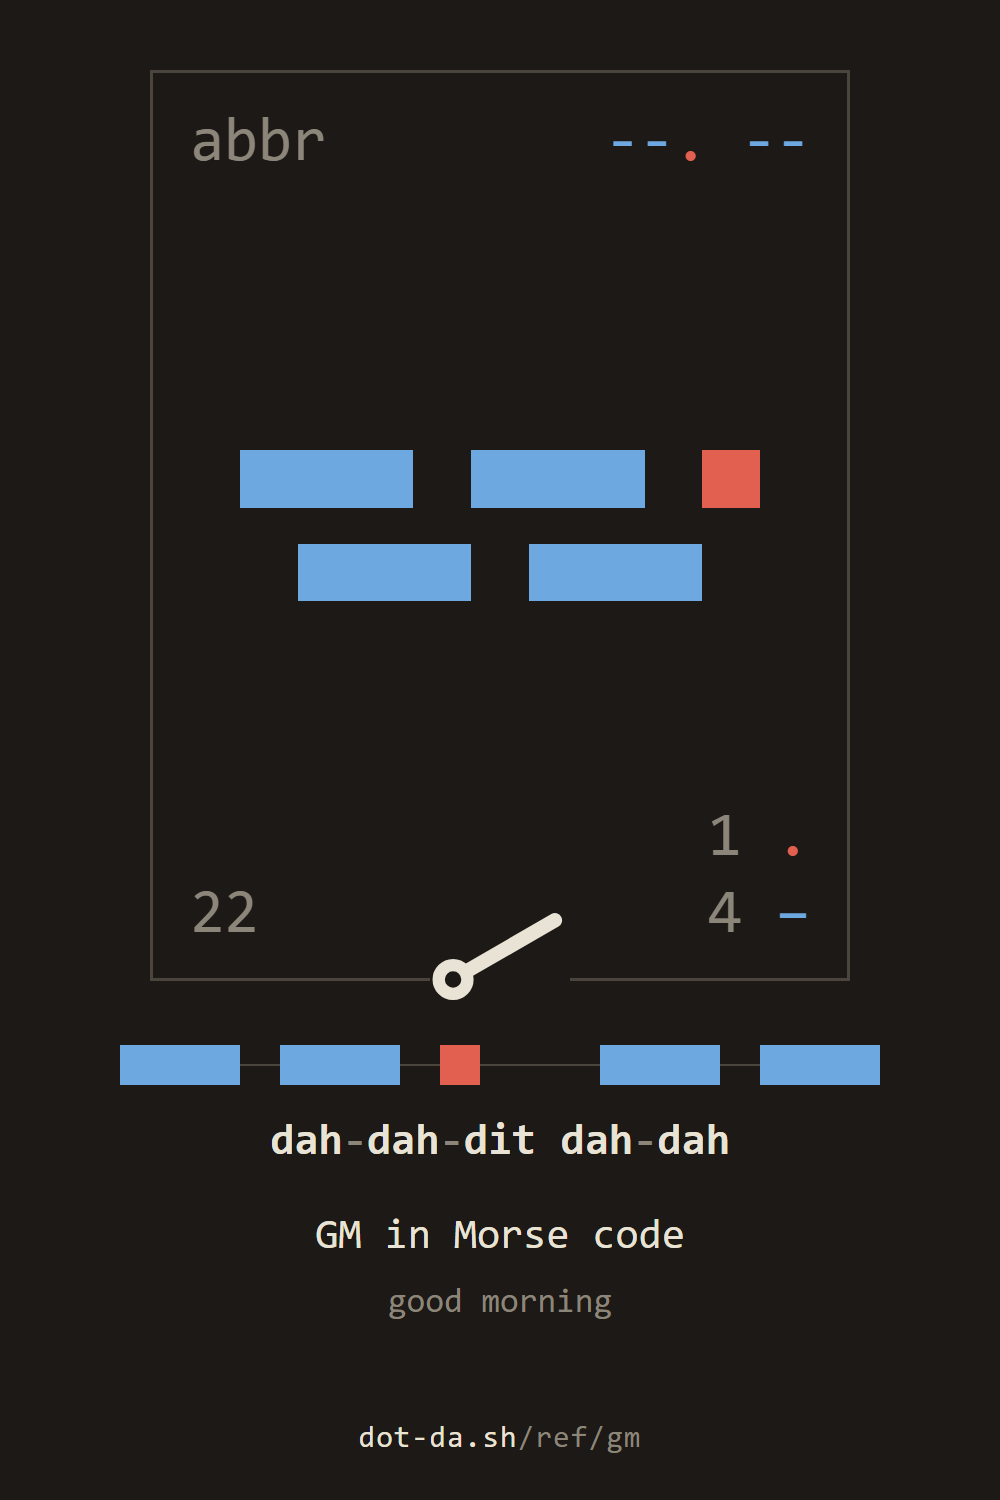 abbr --. --
1 .
22 4 -
dah-dah-dit dah-dah
GM in Morse code
good morning
dot-da.sh/ref/gm